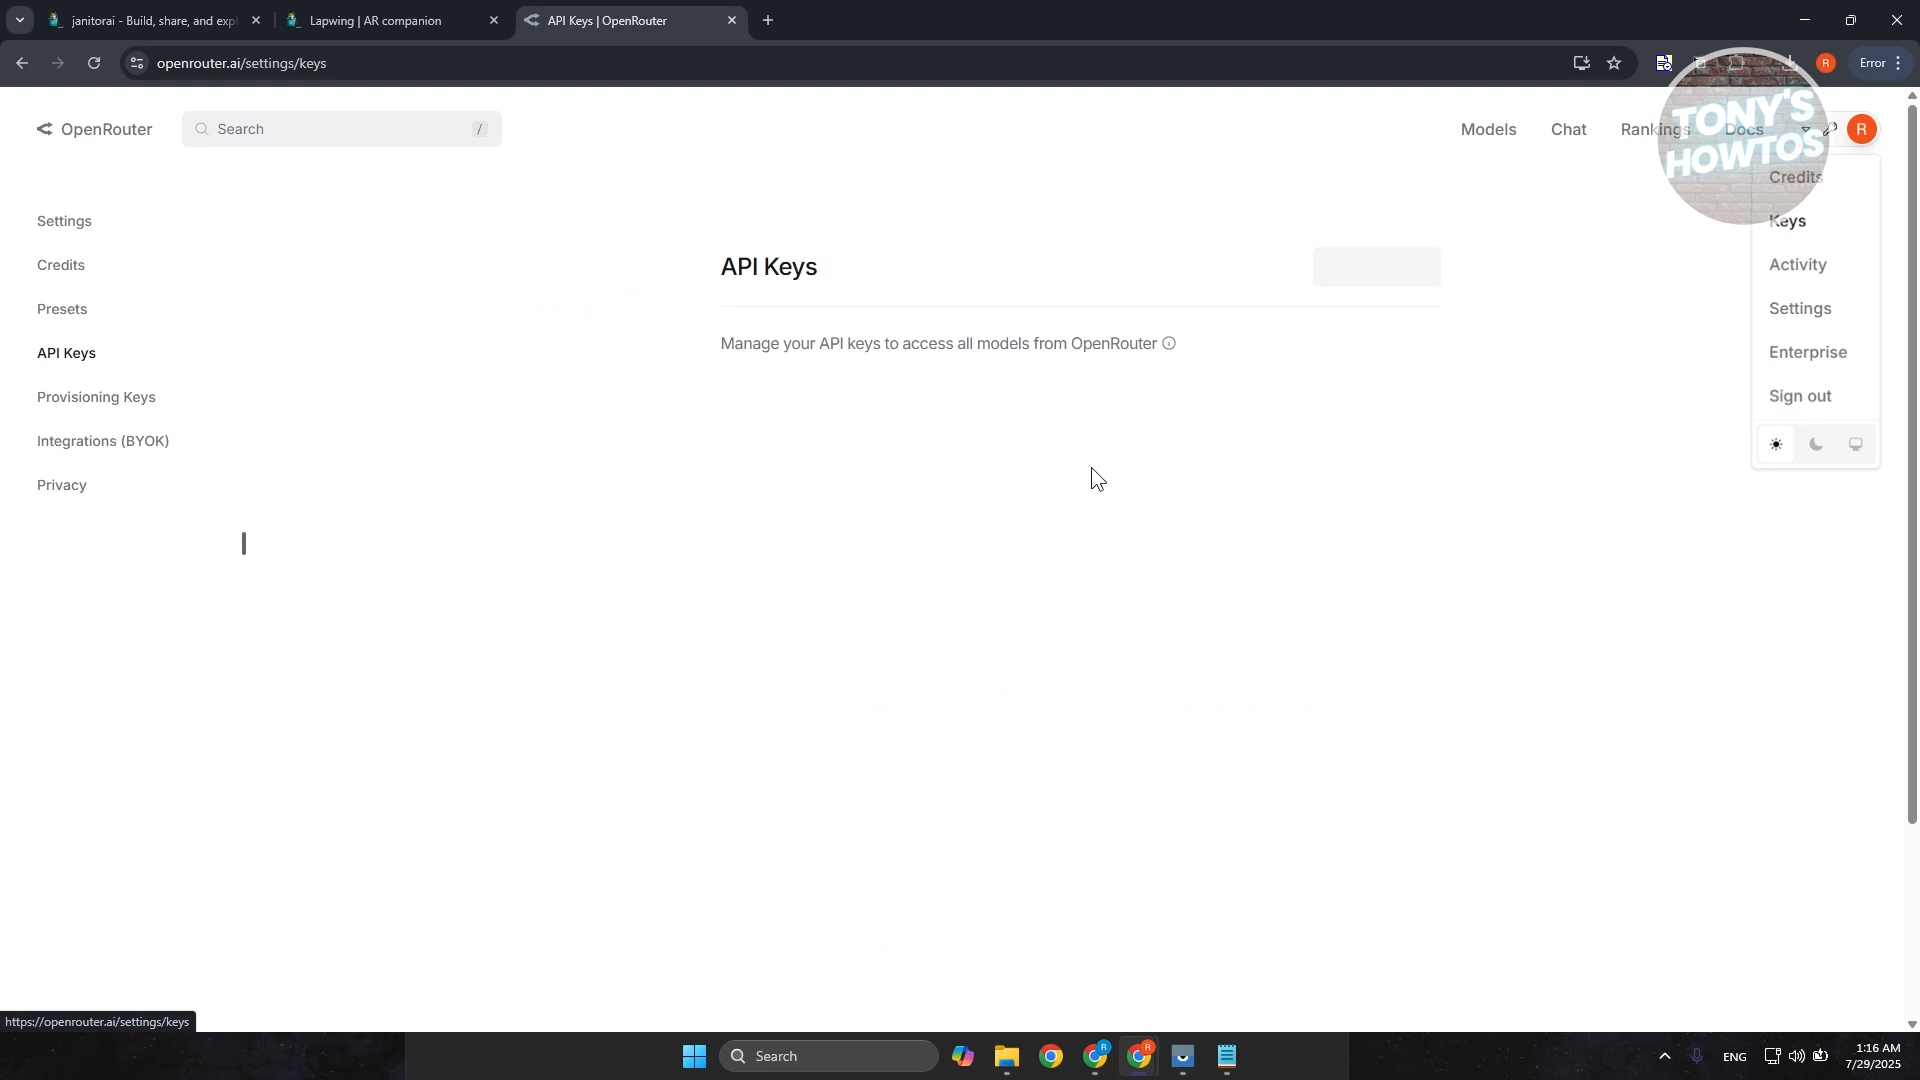 janitorai - Build, share, and expl
Lapwing | AR companion
API Keys | OpenRouter
openrouter.ai/settings/keys
R
Error
OpenRouter
Search
/
Models
Chat
Rankings
Docs
R
TONY'S
HOWTOS
Credits
Keys
Activity
Settings
Enterprise
Sign out
Settings
Credits
Presets
API Keys
Provisioning Keys
Integrations (BYOK)
Privacy
API Keys
Manage your API keys to access all models from OpenRouter
https://openrouter.ai/settings/keys
Search
R
R
ENG
1:16 AM
7/29/2025